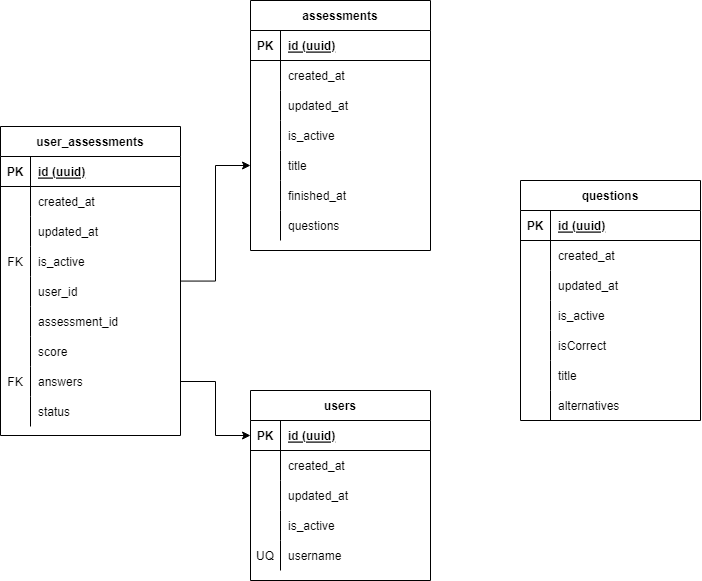 assessments
PK id (uuid)
created_at
updated_at
is_active
title
finished_at
questions
user_assessments
PK id (uuid)
created_at
updated_at
FK is_active
user_id
assessment_id
score
FK answers
status
questions
PK id (uuid)
created_at
updated_at
is_active
isCorrect
title
alternatives
users
PK id (uuid)
created_at
updated_at
is_active
UQ username